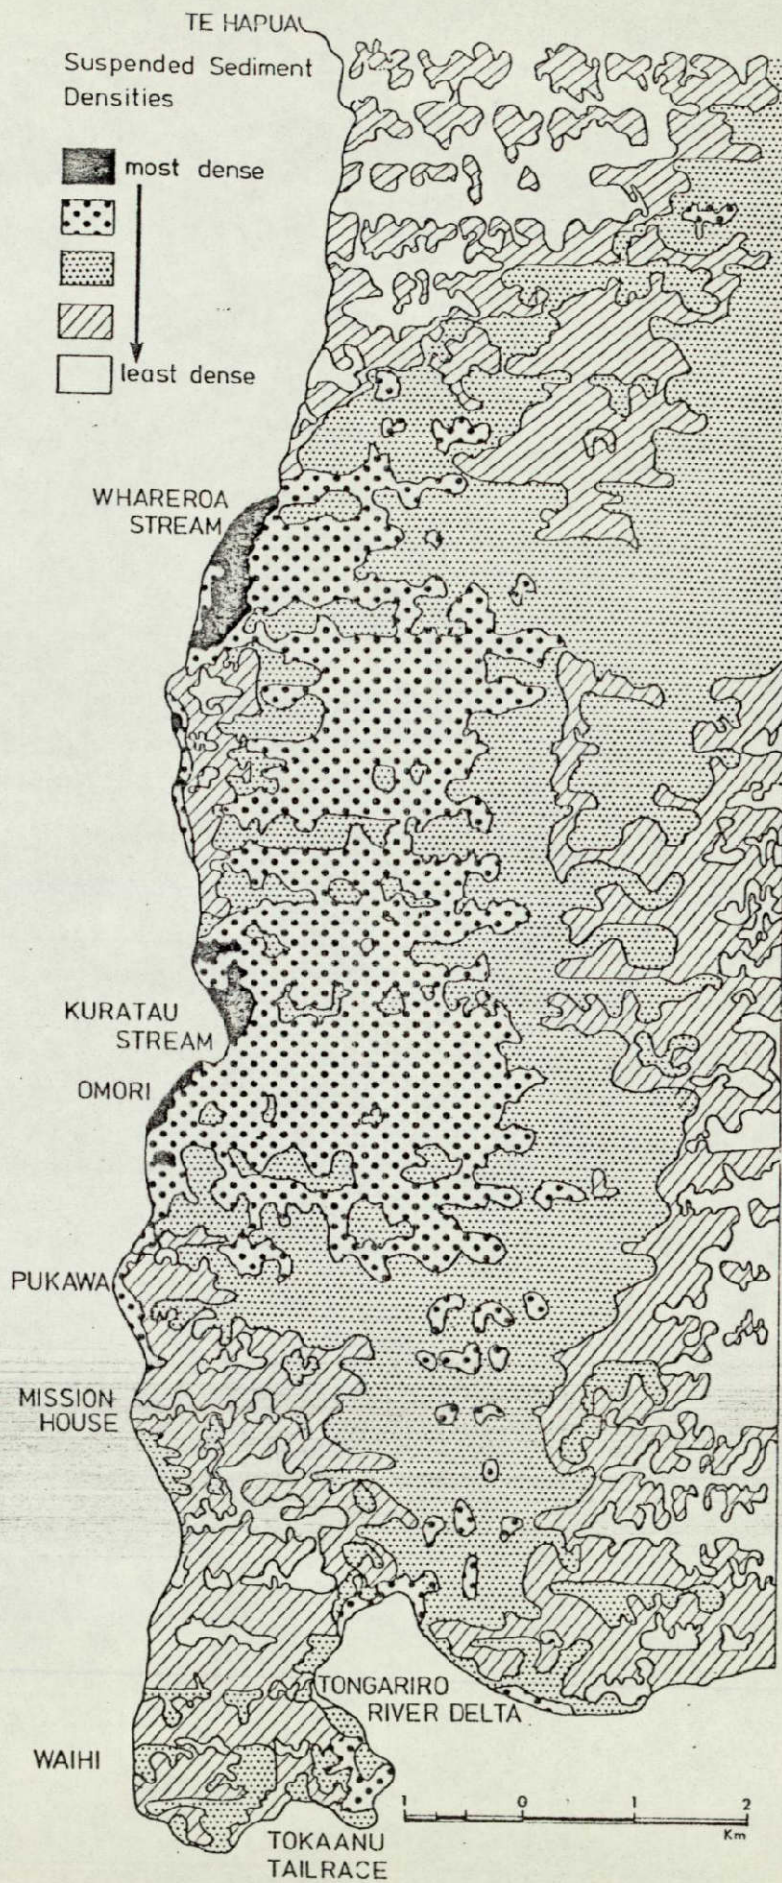 TE HAPUA
Suspended Sediment
Densities
most dense
least dense
WHAREROA
STREAM
KURATAU
STREAM
OMORI
PUKAWA
MISSION
HOUSE
TONGARIRO
RIVER DELTA
WAIHI
TOKAANU
TAILRACE
1 0 1 2
Km